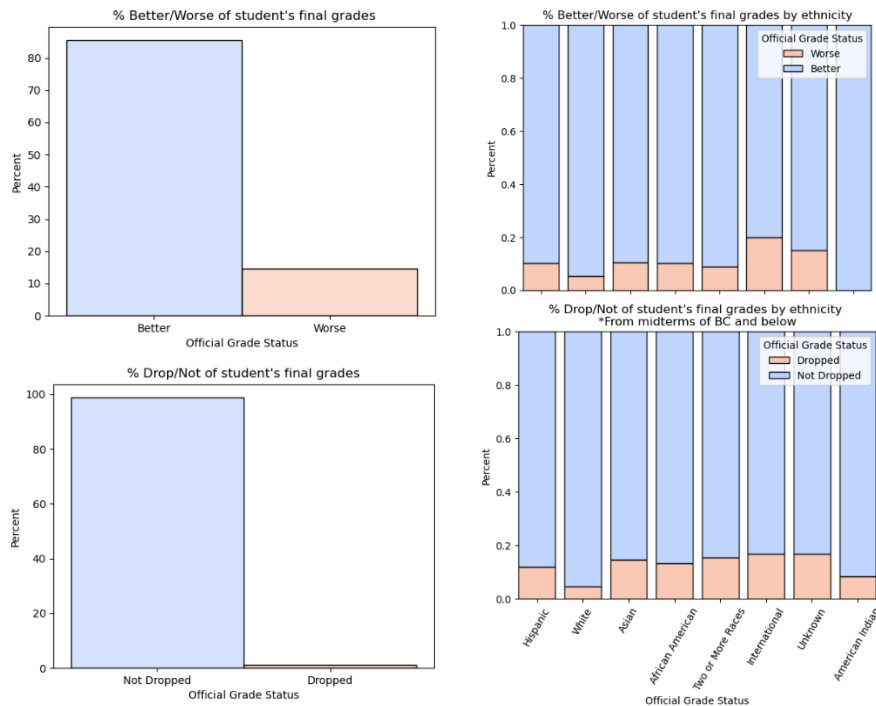 % Better/Worse of student's final grades
80
70
60
50
40
30
20
10
0
Percent
Better
Worse
Official Grade Status
% Drop/Not of student's final grades
100
80
60
40
20
0
Percent
Not Dropped
Dropped
Official Grade Status
% Better/Worse of student's final grades by ethnicity
1.0
0.8
0.6
0.4
0.2
0.0
Percent
Official Grade Status
Worse
Better
% Drop/Not of student's final grades by ethnicity
*From midterms of BC and below
1.0
0.8
0.6
0.4
0.2
0.0
Percent
Official Grade Status
Dropped
Not Dropped
Hispanic
White
Asian
African American
Two or More Races
International
Unknown
American Indian
Official Grade Status